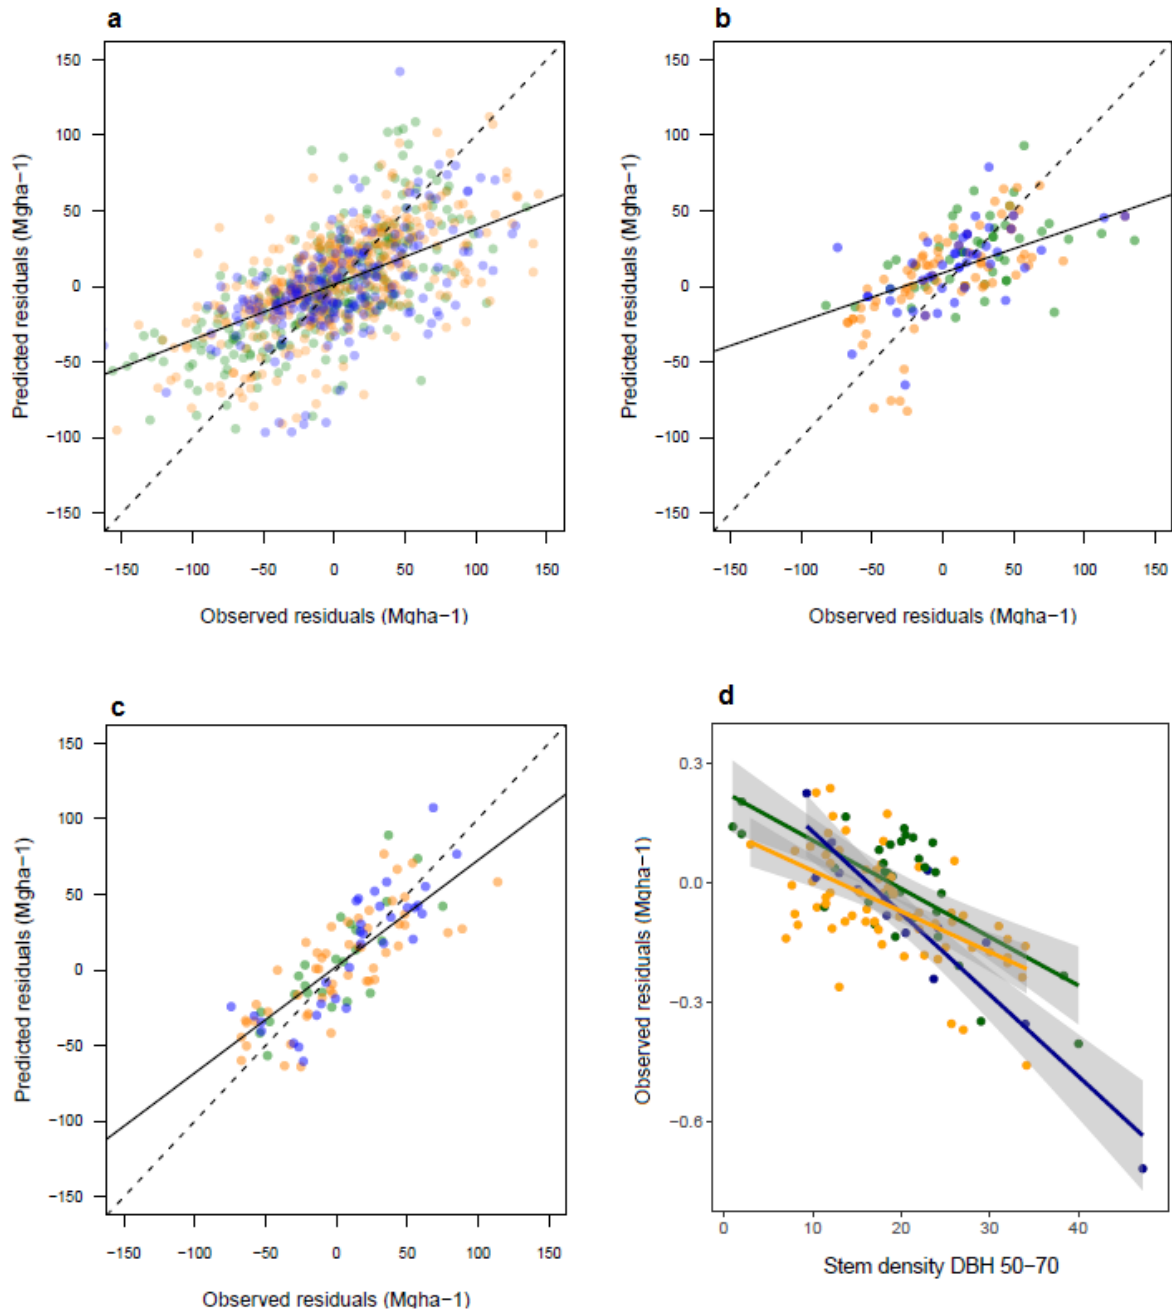 a
150
100
50
0
−50
−100
−150
Predicted residuals (Mgha−1)
−150 −100 −50 0 50 100 150
Observed residuals (Mgha−1)
b
150
100
50
0
−50
−100
−150
Predicted residuals (Mgha−1)
−150 −100 −50 0 50 100 150
Observed residuals (Mgha−1)
c
150
100
50
0
−50
−100
−150
Predicted residuals (Mgha−1)
−150 −100 −50 0 50 100 150
Observed residuals (Mgha−1)
d
0.3
0.0
−0.3
−0.6
Observed residuals (Mgha−1)
0 10 20 30 40
Stem density DBH 50−70